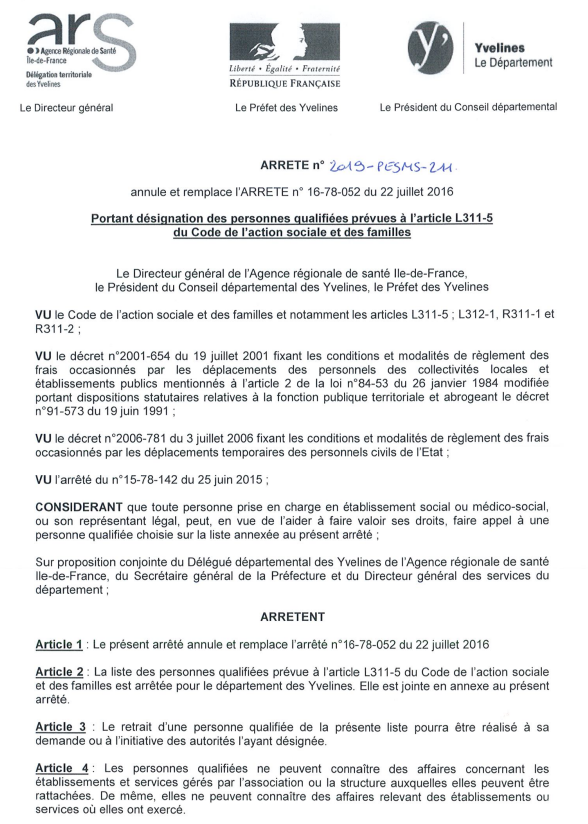 ars
Agence Régionale de Santé
Île-de-France
Délégation territoriale
des Yvelines
Liberté • Égalité • Fraternité
RÉPUBLIQUE FRANÇAISE
Yvelines
Le Département
Le Directeur général
Le Préfet des Yvelines
Le Président du Conseil départemental
ARRETE n° 2019-PESMS-211
annule et remplace l'ARRETE n° 16-78-052 du 22 juillet 2016
Portant désignation des personnes qualifiées prévues à l'article L311-5
du Code de l'action sociale et des familles
Le Directeur général de l'Agence régionale de santé Ile-de-France,
le Président du Conseil départemental des Yvelines, le Préfet des Yvelines
VU le Code de l'action sociale et des familles et notamment les articles L311-5 ; L312-1, R311-1 et
R311-2 ;
VU le décret n°2001-654 du 19 juillet 2001 fixant les conditions et modalités de règlement des
frais occasionnés par les déplacements des personnels des collectivités locales et
établissements publics mentionnés à l'article 2 de la loi n°84-53 du 26 janvier 1984 modifiée
portant dispositions statutaires relatives à la fonction publique territoriale et abrogeant le décret
n°91-573 du 19 juin 1991 ;
VU le décret n°2006-781 du 3 juillet 2006 fixant les conditions et modalités de règlement des frais
occasionnés par les déplacements temporaires des personnels civils de l'Etat ;
VU l'arrêté du n°15-78-142 du 25 juin 2015 ;
CONSIDERANT que toute personne prise en charge en établissement social ou médico-social,
ou son représentant légal, peut, en vue de l'aider à faire valoir ses droits, faire appel à une
personne qualifiée choisie sur la liste annexée au présent arrêté ;
Sur proposition conjointe du Délégué départemental des Yvelines de l'Agence régionale de santé
Ile-de-France, du Secrétaire général de la Préfecture et du Directeur général des services du
département ;
ARRETENT
Article 1 : Le présent arrêté annule et remplace l'arrêté n°16-78-052 du 22 juillet 2016
Article 2 : La liste des personnes qualifiées prévue à l'article L311-5 du Code de l'action sociale
et des familles est arrêtée pour le département des Yvelines. Elle est jointe en annexe au présent
arrêté.
Article 3 : Le retrait d'une personne qualifiée de la présente liste pourra être réalisé à sa
demande ou à l'initiative des autorités l'ayant désignée.
Article 4 : Les personnes qualifiées ne peuvent connaître des affaires concernant les
établissements et services gérés par l'association ou la structure auxquelles elles peuvent être
rattachées. De même, elles ne peuvent connaître des affaires relevant des établissements ou
services où elles ont exercé.